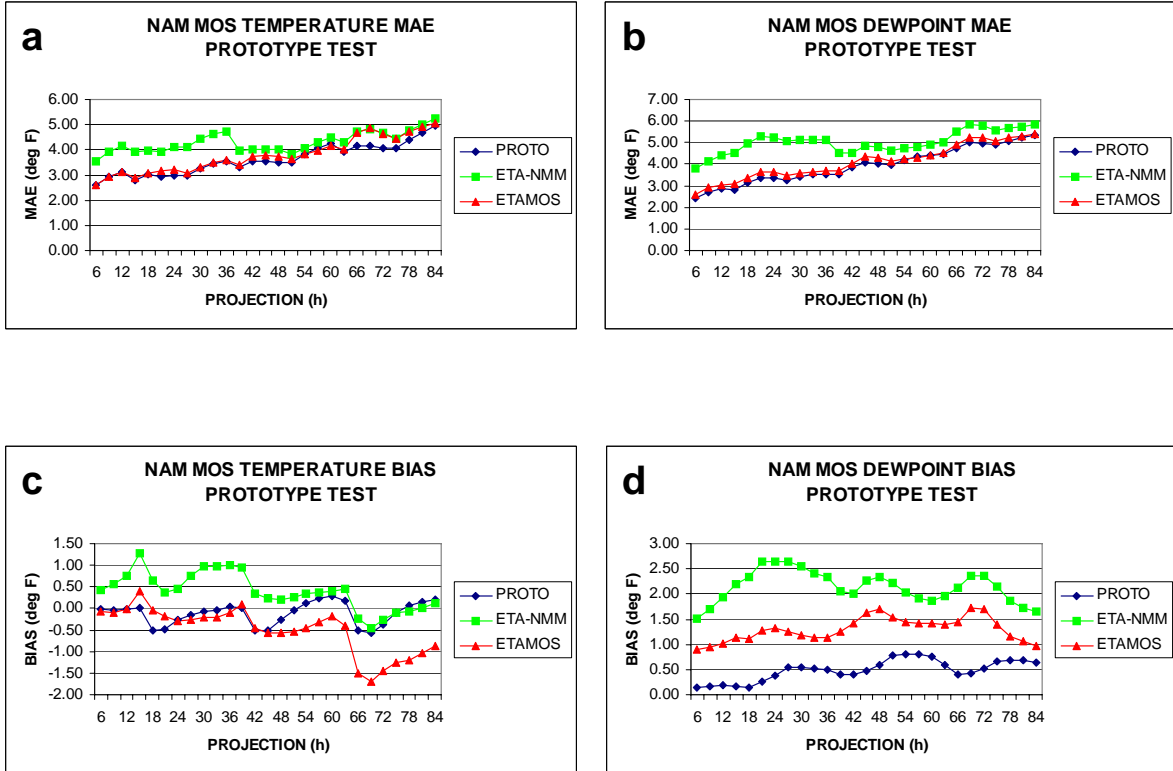 a
NAM MOS TEMPERATURE MAE
PROTOTYPE TEST
6.00
5.00
4.00
3.00
2.00
1.00
0.00
MAE (deg F)
6 12 18 24 30 36 42 48 54 60 66 72 78 84
PROJECTION (h)
PROTO
ETA-NMM
ETAMOS
b
NAM MOS DEWPOINT MAE
PROTOTYPE TEST
7.00
6.00
5.00
4.00
3.00
2.00
1.00
0.00
MAE (deg F)
6 12 18 24 30 36 42 48 54 60 66 72 78 84
PROJECTION (h)
PROTO
ETA-NMM
ETAMOS
c
NAM MOS TEMPERATURE BIAS
PROTOTYPE TEST
1.50
1.00
0.50
0.00
-0.50
-1.00
-1.50
-2.00
BIAS (deg F)
6 12 18 24 30 36 42 48 54 60 66 72 78 84
PROJECTION (h)
PROTO
ETA-NMM
ETAMOS
d
NAM MOS DEWPOINT BIAS
PROTOTYPE TEST
3.00
2.50
2.00
1.50
1.00
0.50
0.00
BIAS (deg F)
6 12 18 24 30 36 42 48 54 60 66 72 78 84
PROJECTION (h)
PROTO
ETA-NMM
ETAMOS